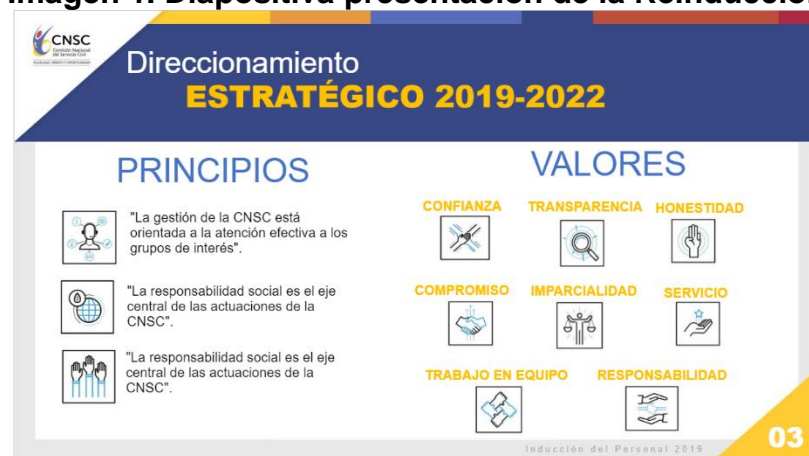 Imagen 1. Diapositiva presentación de la Reinducción
CNSC
Comisión Nacional
del Servicio Civil
IGUALDAD, MÉRITO Y OPORTUNIDAD
Direccionamiento
ESTRATÉGICO 2019-2022
PRINCIPIOS
"La gestión de la CNSC está
orientada a la atención efectiva a los
grupos de interés".
"La responsabilidad social es el eje
central de las actuaciones de la
CNSC".
"La responsabilidad social es el eje
central de las actuaciones de la
CNSC".
VALORES
CONFIANZA TRANSPARENCIA HONESTIDAD
COMPROMISO IMPARCIALIDAD SERVICIO
TRABAJO EN EQUIPO RESPONSABILIDAD
Inducción del Personal 2019
03